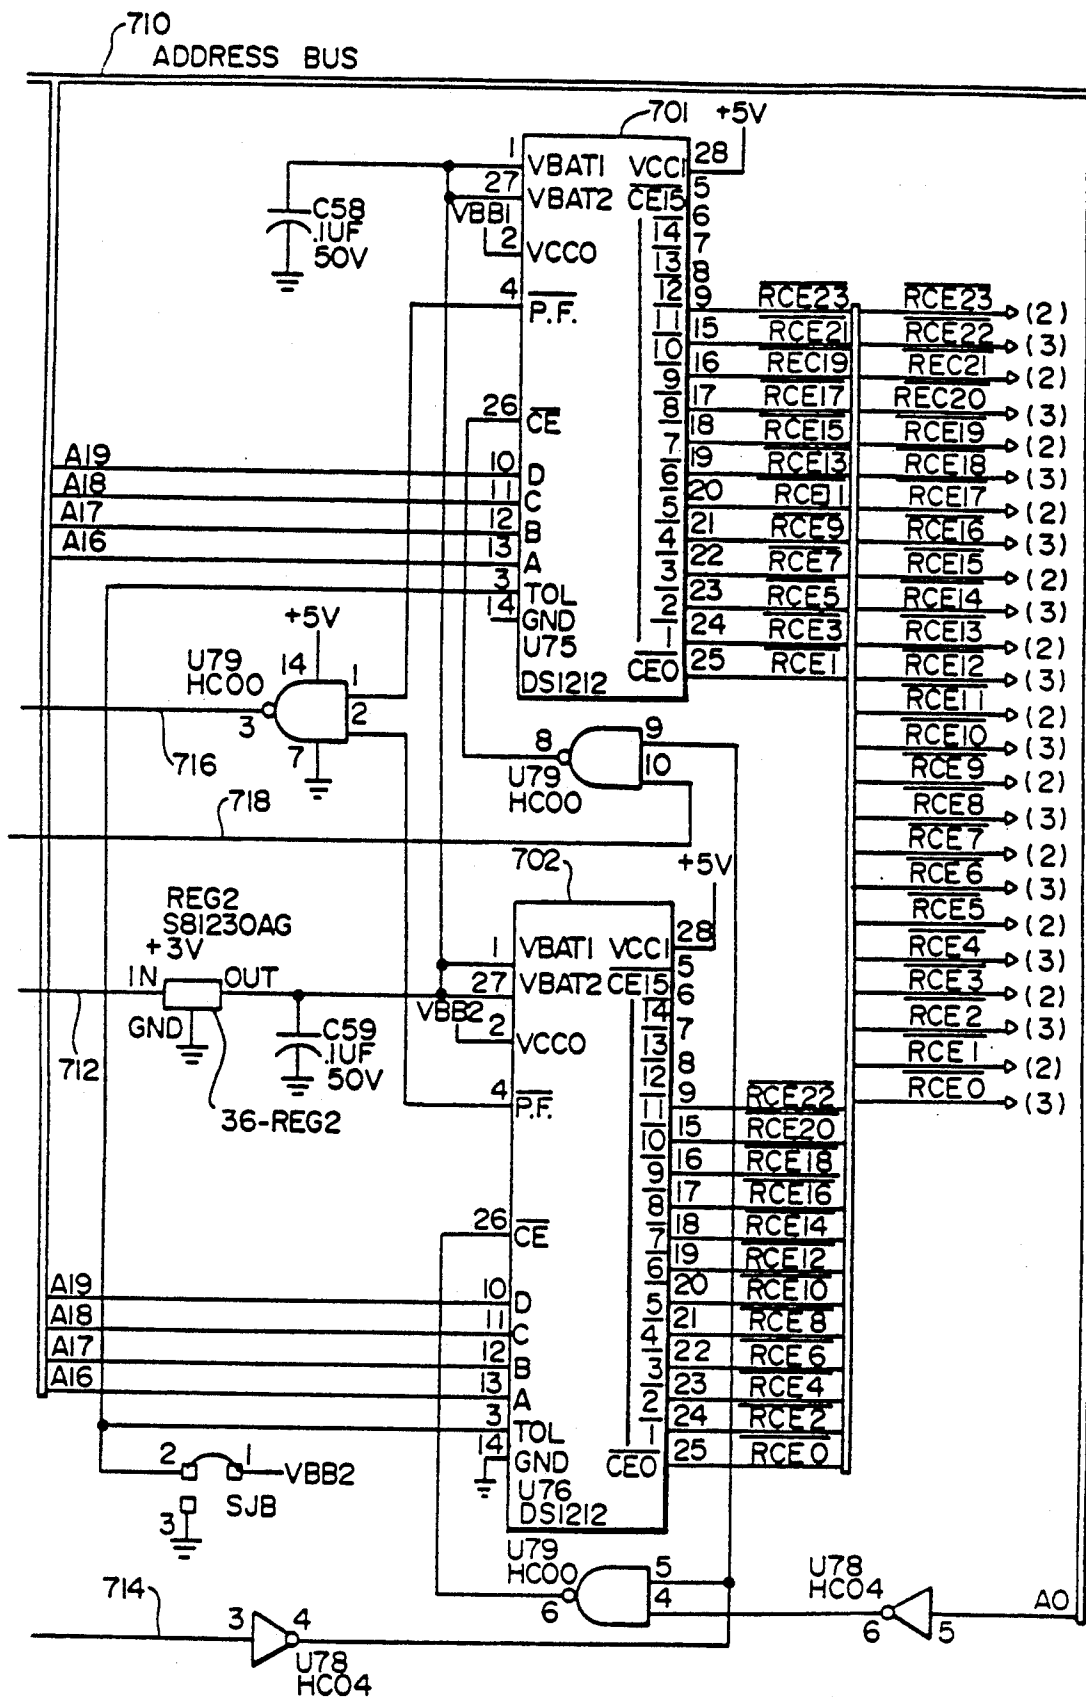 710
ADDRESS BUS
701
+5V
1
VBAT1
VCC1
28
27
VBAT2
CE15
5
VBB1
2
VCCO
14
6
13
7
12
8
C58
.1UF
50V
4
P.F.
11
9
RCE23
RCE23
(2)
10
15
RCE21
RCE22
(3)
9
16
REC19
REC21
(2)
8
17
RCE17
REC20
(3)
26
CE
7
18
RCE15
RCE19
(2)
A19
10
D
6
19
RCE13
RCE18
(3)
A18
11
C
5
20
RCE11
RCE17
(2)
A17
12
B
4
21
RCE9
RCE16
(3)
A16
13
A
3
22
RCE7
RCE15
(2)
3
TOL
2
23
RCE5
RCE14
(3)
14
GND
1
24
RCE3
RCE13
(2)
U75
CEO
25
RCE1
RCE12
(3)
DS1212
+5V
U79
HC00
14
1
3
2
7
716
RCE11
(2)
8
9
10
U79
HC00
RCE10
(3)
RCE9
(2)
718
RCE8
(3)
702
+5V
RCE7
(2)
REG2
S81230AG
+3V
RCE6
(3)
1
VBAT1
VCC1
28
RCE5
(2)
IN
OUT
27
VBAT2
CE15
5
RCE4
(3)
GND
VBB2
14
6
RCE3
(2)
2
VCCO
13
7
RCE2
(3)
C59
.1UF
50V
12
8
RCE1
(2)
712
36-REG2
4
P.F.
11
9
RCE22
RCE0
(3)
10
15
RCE20
9
16
RCE18
8
17
RCE16
26
CE
7
18
RCE14
6
19
RCE12
A19
10
D
5
20
RCE10
A18
11
C
4
21
RCE8
A17
12
B
3
22
RCE6
A16
13
A
2
23
RCE4
3
TOL
1
24
RCE2
14
GND
CEO
25
RCE0
2
1
VBB2
SJB
3
U76
DS1212
U79
HC00
5
4
6
U78
HC04
6
5
A0
714
3
4
U78
HC04